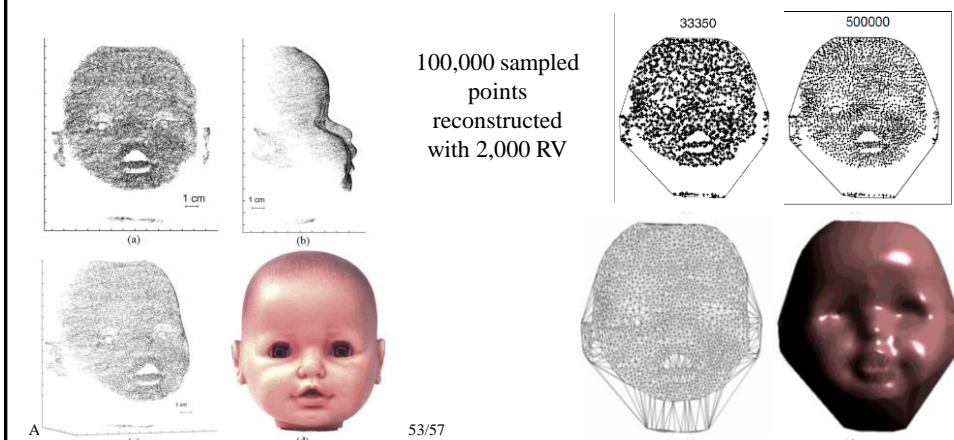 33350
500000
100,000 sampled
points
reconstructed
with 2,000 RV
1 cm
1 cm
(a)
(b)
1 cm
(d)
A
53/57